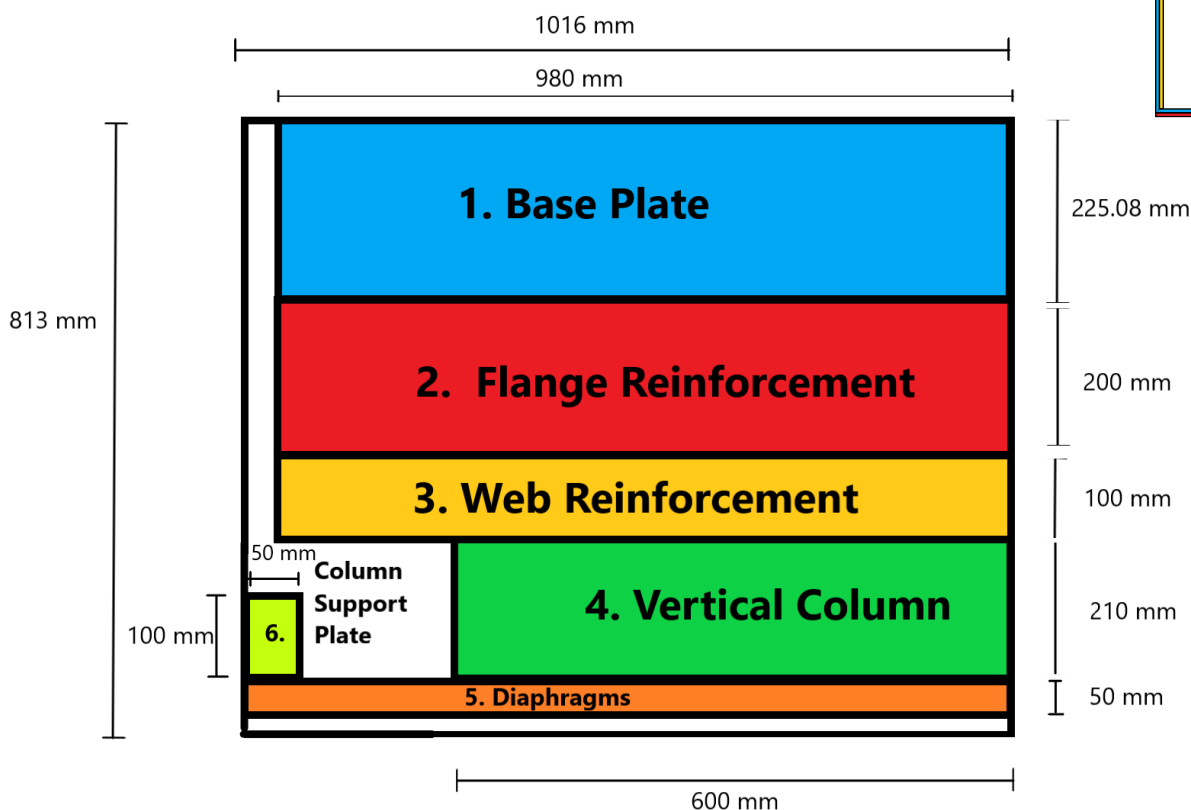 1016 mm
980 mm
1. Base Plate
225.08 mm
813 mm
2. Flange Reinforcement
200 mm
3. Web Reinforcement
100 mm
50 mm
Column
Support
Plate
6.
100 mm
4. Vertical Column
210 mm
5. Diaphragms
50 mm
600 mm